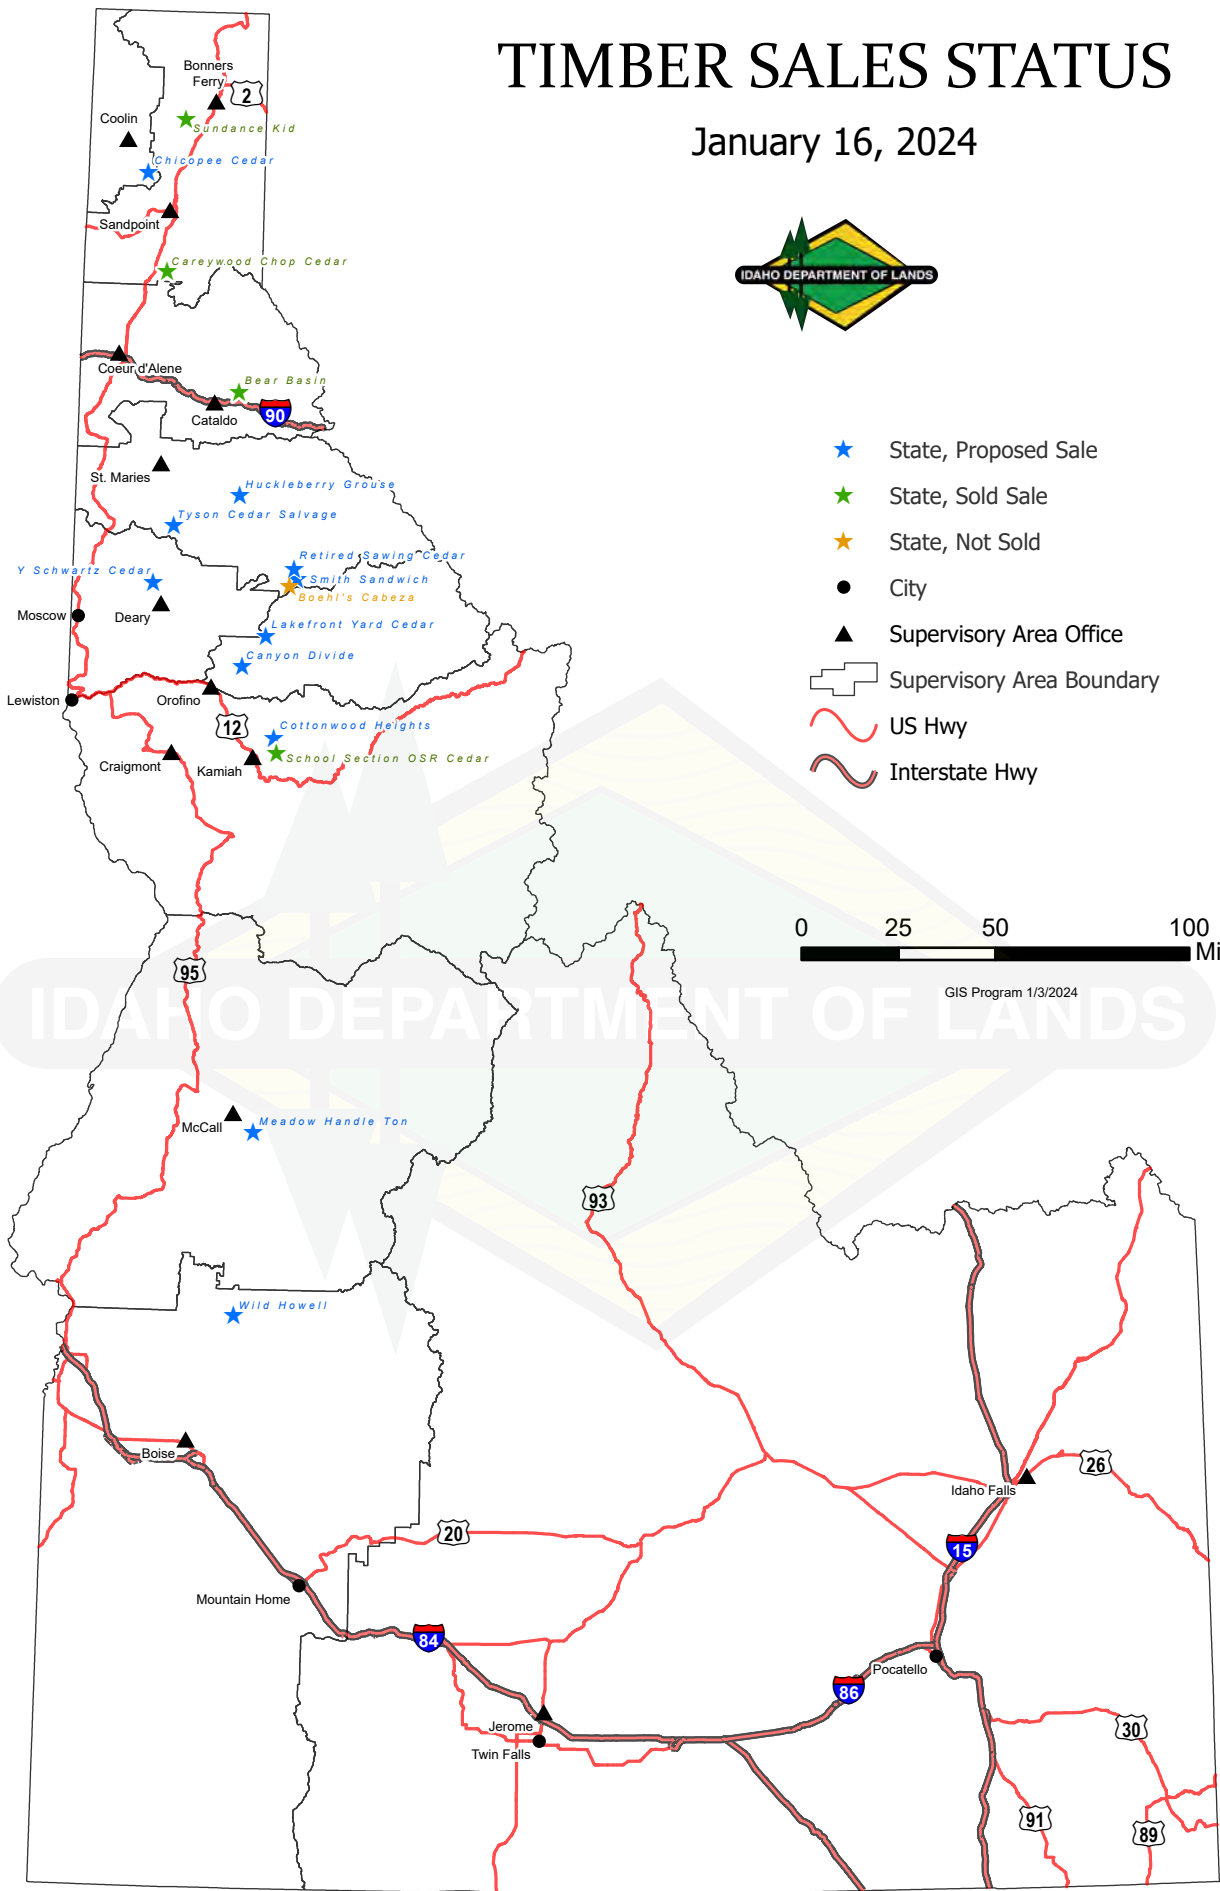 TIMBER SALES STATUS
January 16, 2024
IDAHO DEPARTMENT OF LANDS
Bonners
Ferry
2
Coolin
Sundance Kid
Chicopee Cedar
Sandpoint
Careywood Chop Cedar
Coeur d'Alene
Bear Basin
90
Cataldo
St. Maries
Huckleberry Grouse
Tyson Cedar Salvage
Retired Sawing Cedar
Y Schwartz Cedar
Smith Sandwich
Boehl's Cabeza
Moscow
Deary
Lakefront Yard Cedar
Canyon Divide
Lewiston
Orofino
12
Cottonwood Heights
School Section OSR Cedar
Craigmont
Kamiah
State, Proposed Sale
State, Sold Sale
State, Not Sold
City
Supervisory Area Office
Supervisory Area Boundary
US Hwy
Interstate Hwy
0 25 50 100
Mi
GIS Program 1/3/2024
95
IDAHO DEPARTMENT OF LANDS
McCall
Meadow Handle Ton
93
Wild Howell
Boise
Idaho Falls
26
20
15
Mountain Home
84
Pocatello
86
Jerome
Twin Falls
30
91
89